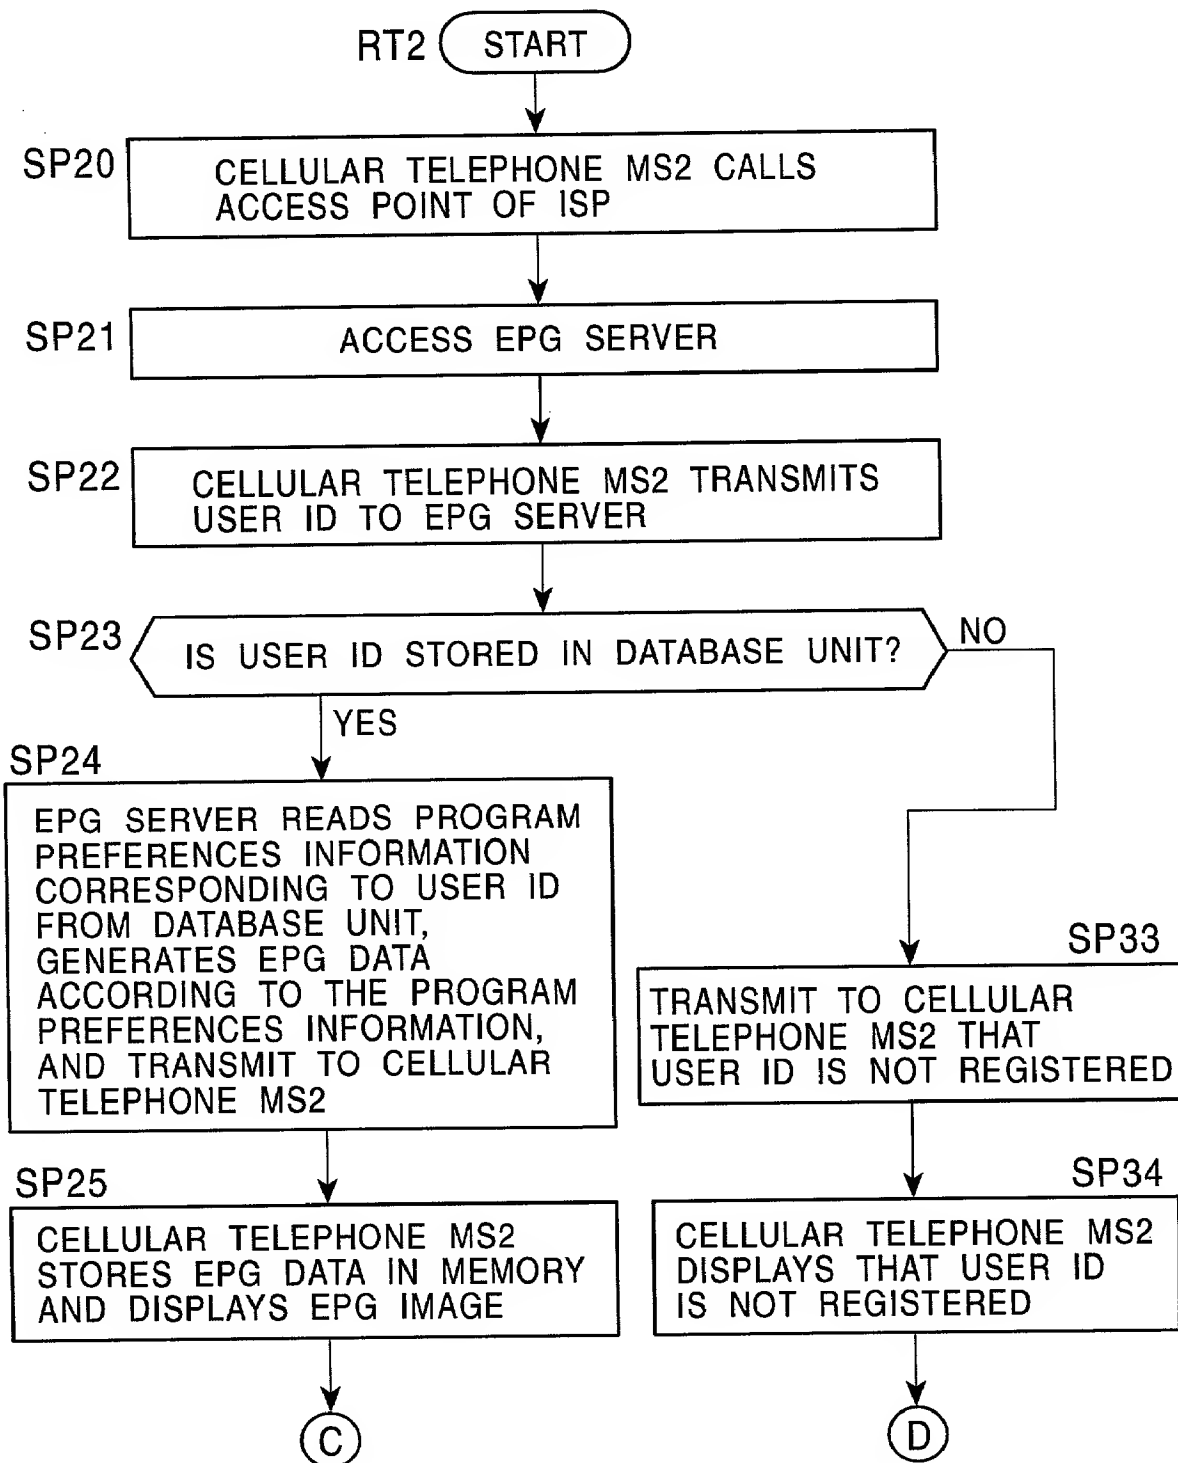 RT2
START
SP20
CELLULAR TELEPHONE MS2 CALLS
ACCESS POINT OF ISP
SP21
ACCESS EPG SERVER
SP22
CELLULAR TELEPHONE MS2 TRANSMITS
USER ID TO EPG SERVER
SP23
IS USER ID STORED IN DATABASE UNIT?
NO
YES
SP24
EPG SERVER READS PROGRAM
PREFERENCES INFORMATION
CORRESPONDING TO USER ID
FROM DATABASE UNIT,
GENERATES EPG DATA
ACCORDING TO THE PROGRAM
PREFERENCES INFORMATION,
AND TRANSMIT TO CELLULAR
TELEPHONE MS2
SP33
TRANSMIT TO CELLULAR
TELEPHONE MS2 THAT
USER ID IS NOT REGISTERED
SP25
CELLULAR TELEPHONE MS2
STORES EPG DATA IN MEMORY
AND DISPLAYS EPG IMAGE
SP34
CELLULAR TELEPHONE MS2
DISPLAYS THAT USER ID
IS NOT REGISTERED
C
D